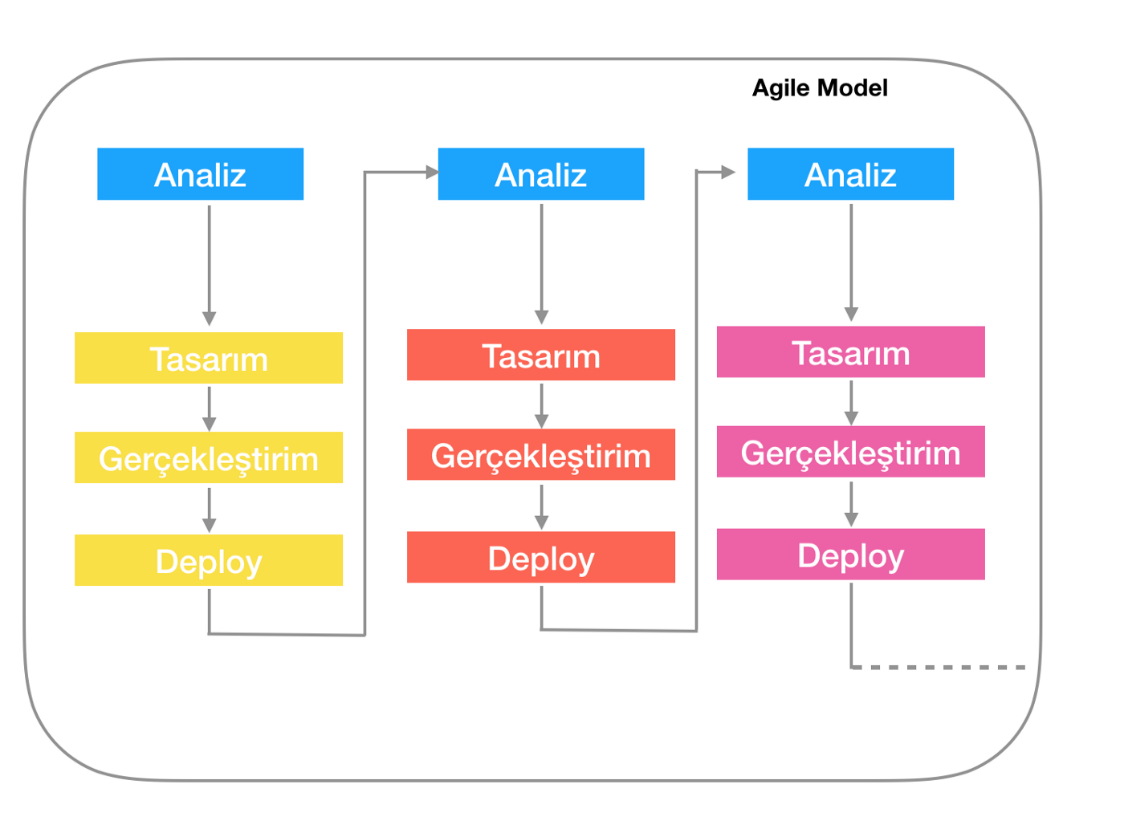 Agile Model
Analiz
Tasarım
Gerçekleştirim
Deploy
Analiz
Tasarım
Gerçekleştirim
Deploy
Analiz
Tasarım
Gerçekleştirim
Deploy